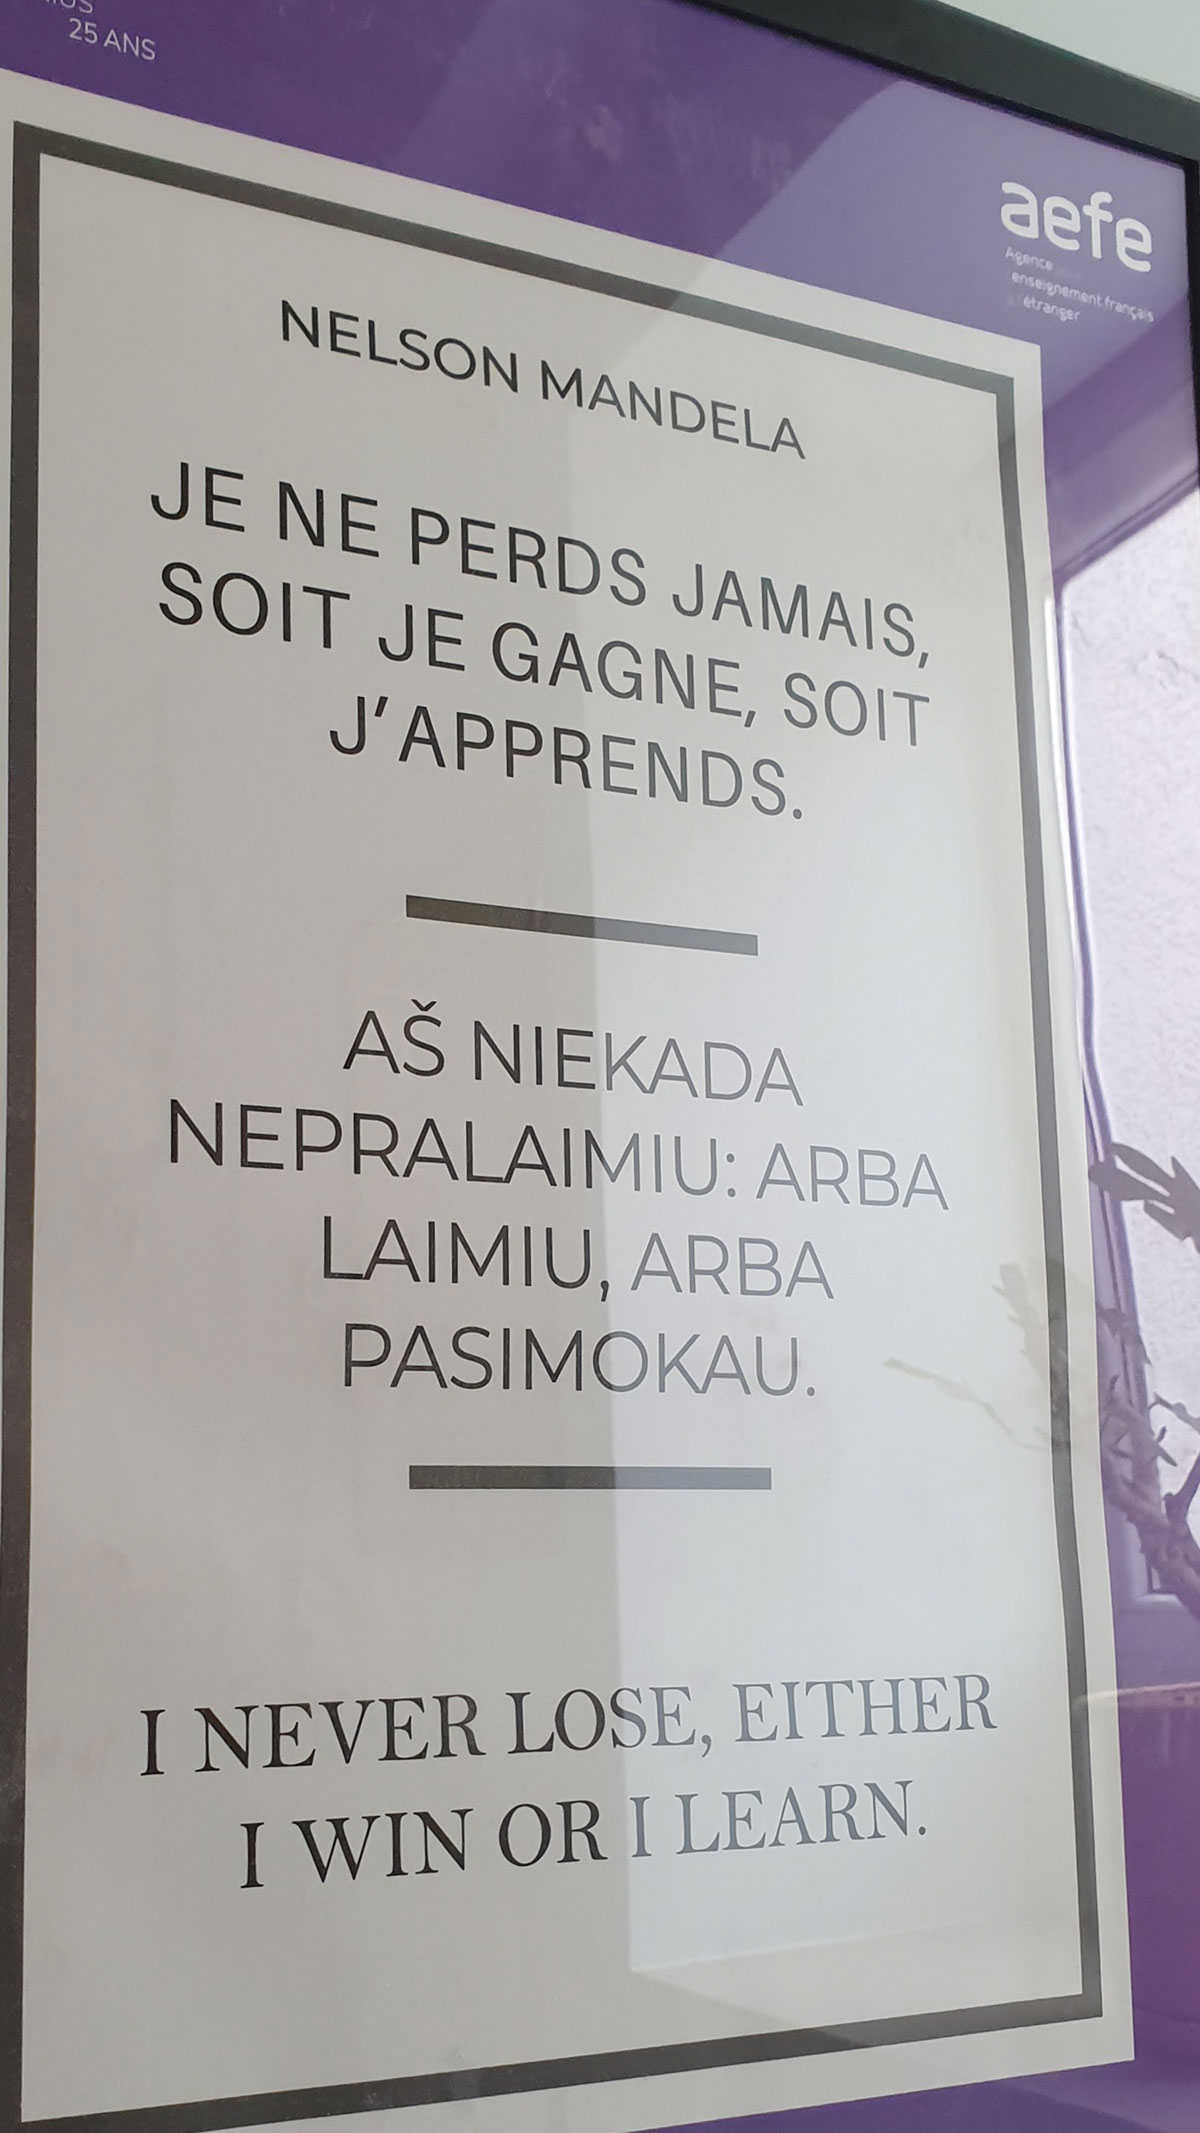 25 ANS
aefe
Agence
enseignement français
étranger
NELSON MANDELA
JE NE PERDS JAMAIS,
SOIT JE GAGNE, SOIT
J'APPRENDS.
AŠ NIEKADA
NEPRALAIMIU: ARBA
LAIMIU, ARBA
PASIMOKAU.
I NEVER LOSE, EITHER
I WIN OR I LEARN.